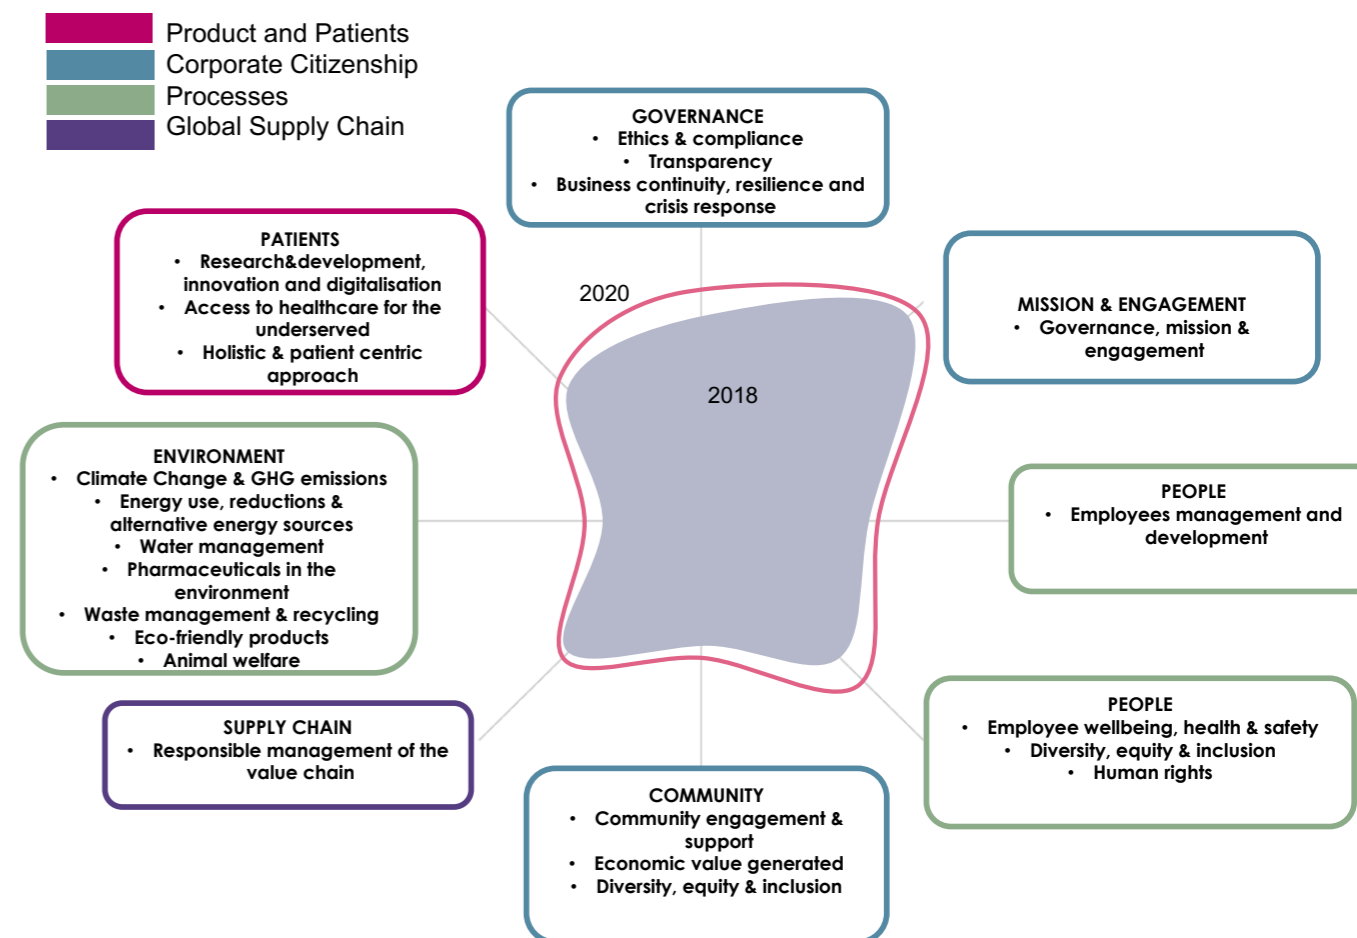 Product and Patients
Corporate Citizenship
Processes
Global Supply Chain
GOVERNANCE
• Ethics & compliance
• Transparency
• Business continuity, resilience and
crisis response
PATIENTS
• Research&development,
innovation and digitalisation
• Access to healthcare for the
underserved
• Holistic & patient centric
approach
2020
2018
MISSION & ENGAGEMENT
• Governance, mission &
engagement
ENVIRONMENT
• Climate Change & GHG emissions
• Energy use, reductions &
alternative energy sources
• Water management
• Pharmaceuticals in the
environment
• Waste management & recycling
• Eco-friendly products
• Animal welfare
PEOPLE
• Employees management and
development
SUPPLY CHAIN
• Responsible management of the
value chain
PEOPLE
• Employee wellbeing, health & safety
• Diversity, equity & inclusion
• Human rights
COMMUNITY
• Community engagement &
support
• Economic value generated
• Diversity, equity & inclusion